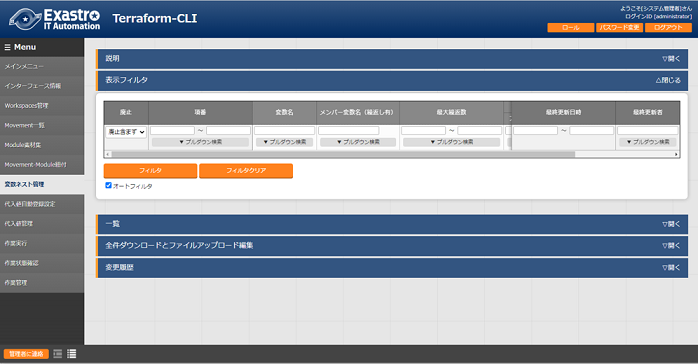 Exastro
IT Automation
Terraform-CLI
ようこそ(システム管理者)さん
ログインID [administrator]
ロール
パスワード変更
ログアウト
Menu
メインメニュー
インターフェース情報
Workspaces管理
Movement一覧
Module素材集
Movement-Module紐付
変数ネスト管理
代入値自動登録設定
代入値管理
作業実行
作業状態確認
作業管理
説明
▽開く
表示フィルタ
△閉じる
廃止
項番
変数名
メンバー変数名(繰返し有)
最大繰返数
最終更新日時
最終更新者
廃止含まず
～
～
～
▼ プルダウン検索
▼ プルダウン検索
▼ プルダウン検索
▼ プルダウン検索
▼ プルダウン検索
フィルタ
フィルタクリア
オートフィルタ
一覧
▽開く
全件ダウンロードとファイルアップロード編集
▽開く
変更履歴
▽開く
管理者に連絡